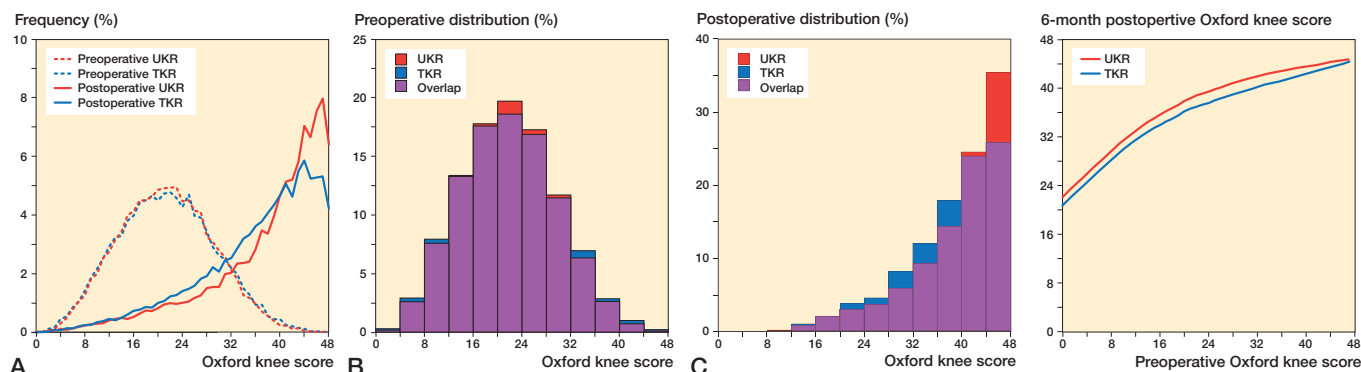 Frequency (%)
10
8
6
4
2
0
Preoperative UKR
Preoperative TKR
Postoperative UKR
Postoperative TKR
0 8 16 24 32 40 48
Oxford knee score
A
Preoperative distribution (%)
25
20
15
10
5
0
UKR
TKR
Overlap
0 8 16 24 32 40 48
Oxford knee score
B
Postoperative distribution (%)
40
30
20
10
0
UKR
TKR
Overlap
0 8 16 24 32 40 48
Oxford knee score
C
6-month postopertive Oxford knee score
48
40
32
24
16
8
0
UKR
TKR
0 8 16 24 32 40 48
Preoperative Oxford knee score